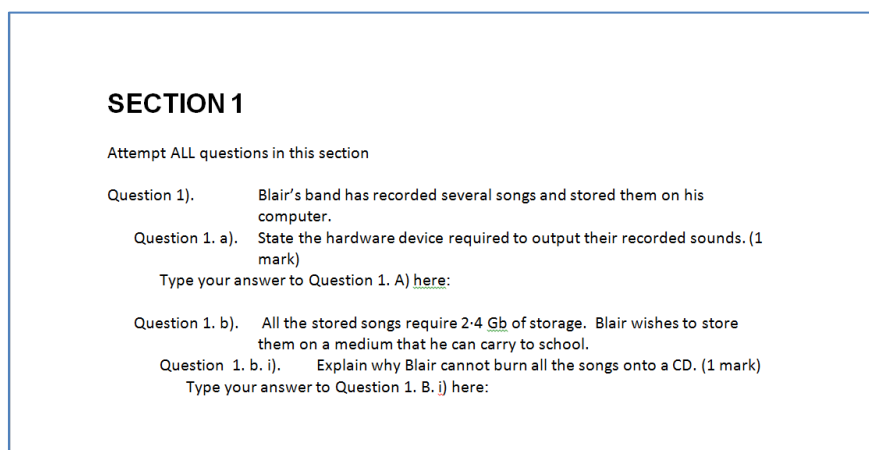 SECTION 1
Attempt ALL questions in this section
Question 1). Blair's band has recorded several songs and stored them on his
computer.
Question 1. a). State the hardware device required to output their recorded sounds. (1
mark)
Type your answer to Question 1. A) here:
Question 1. b). All the stored songs require 2·4 Gb of storage. Blair wishes to store
them on a medium that he can carry to school.
Question 1. b. i). Explain why Blair cannot burn all the songs onto a CD. (1 mark)
Type your answer to Question 1. B. i) here: